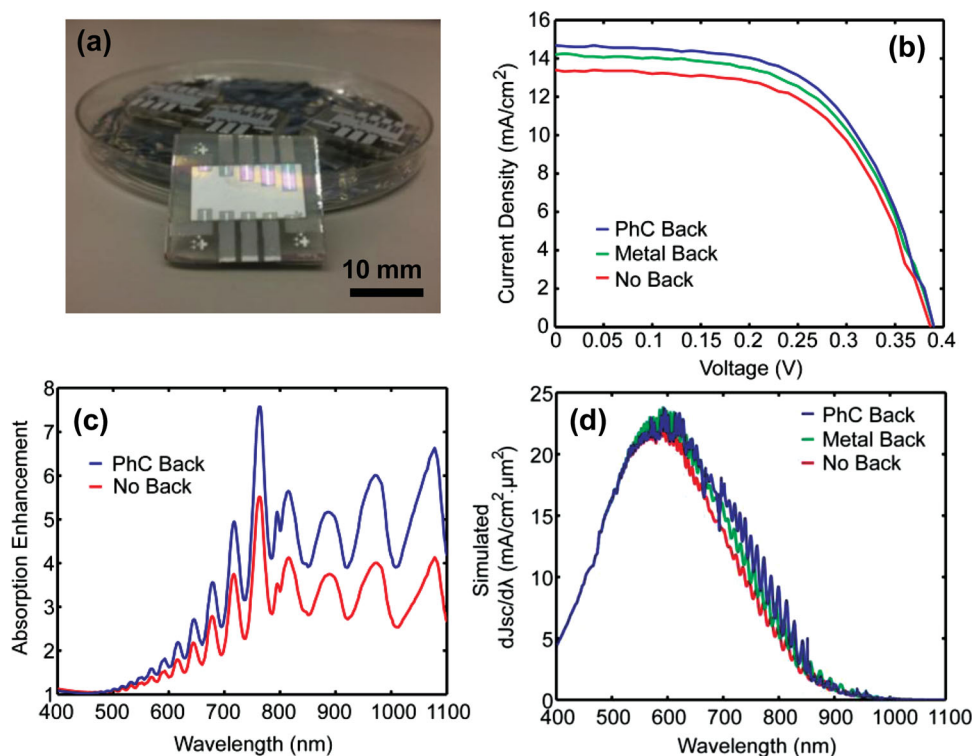 (a)
10 mm
(b)
16
14
12
10
8
6
4
2
0
Current Density (mA/cm²)
PhC Back
Metal Back
No Back
0 0.05 0.1 0.15 0.2 0.25 0.3 0.35 0.4
Voltage (V)
(c)
8
7
6
5
4
3
2
1
Absorption Enhancement
PhC Back
No Back
400 500 600 700 800 900 1000 1100
Wavelength (nm)
(d)
25
20
15
10
5
0
Simulated
dJsc/dλ (mA/cm².μm²)
PhC Back
Metal Back
No Back
400 500 600 700 800 900 1000 1100
Wavelength (nm)